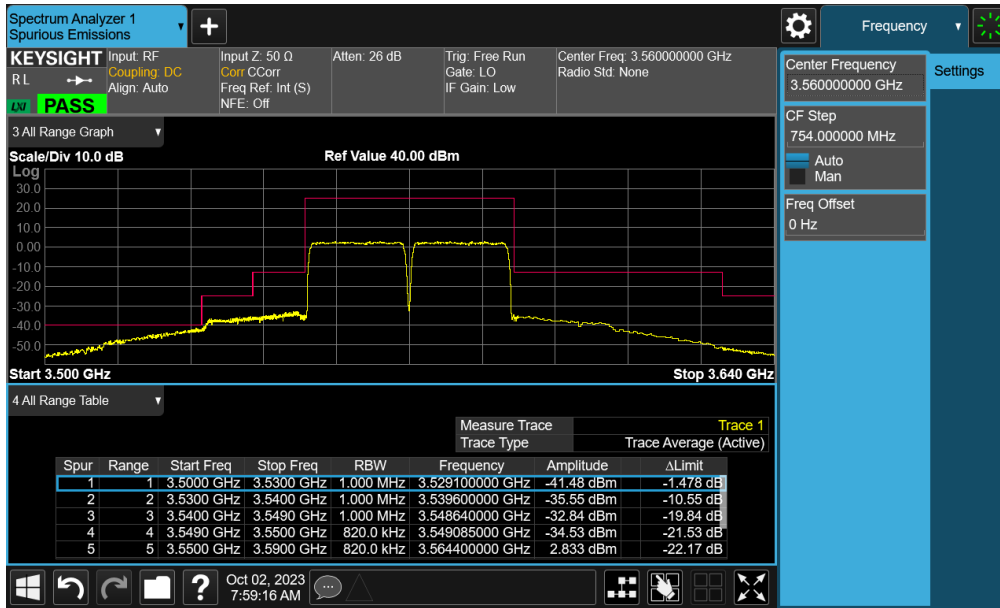 Spectrum Analyzer 1
Spurious Emissions
Frequency
KEYSIGHT
R L
LXI
PASS
Input: RF
Coupling: DC
Align: Auto
Input Z: 50 Ω
Corr CCorr
Freq Ref: Int (S)
NFE: Off
Atten: 26 dB
Trig: Free Run
Gate: LO
IF Gain: Low
Center Freq: 3.560000000 GHz
Radio Std: None
Center Frequency
3.560000000 GHz
Settings
CF Step
754.000000 MHz
Auto
Man
Freq Offset
0 Hz
3 All Range Graph
Scale/Div 10.0 dB
Ref Value 40.00 dBm
Log
30.0
20.0
10.0
0.00
-10.0
-20.0
-30.0
-40.0
-50.0
Start 3.500 GHz
Stop 3.640 GHz
4 All Range Table
Measure Trace Trace 1
Trace Type Trace Average (Active)
Spur Range Start Freq Stop Freq RBW Frequency Amplitude ΔLimit
1 1 3.5000 GHz 3.5300 GHz 1.000 MHz 3.529100000 GHz -41.48 dBm -1.478 dB
2 2 3.5300 GHz 3.5400 GHz 1.000 MHz 3.539600000 GHz -35.55 dBm -10.55 dB
3 3 3.5400 GHz 3.5490 GHz 1.000 MHz 3.548640000 GHz -32.84 dBm -19.84 dB
4 4 3.5490 GHz 3.5500 GHz 820.0 kHz 3.549085000 GHz -34.53 dBm -21.53 dB
5 5 3.5500 GHz 3.5900 GHz 820.0 kHz 3.564400000 GHz 2.833 dBm -22.17 dB
?
Oct 02, 2023
7:59:16 AM